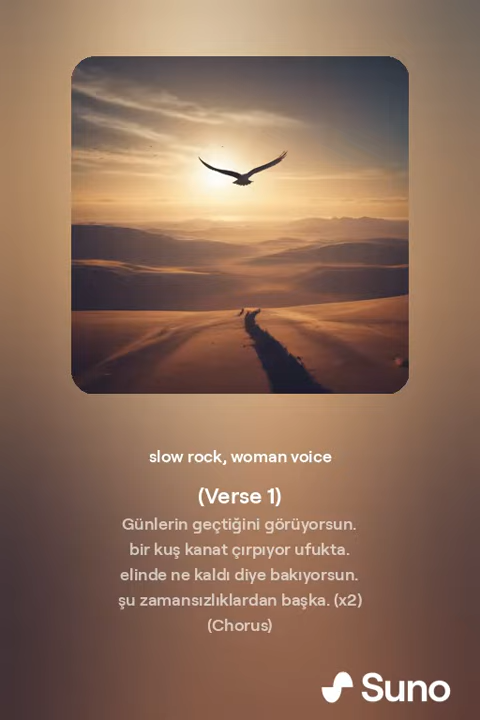 slow rock, woman voice
(Verse 1)
Günlerin geçtiğini görüyorsun.
bir kuş kanat çırpıyor ufukta.
elinde ne kaldı diye bakıyorsun.
şu zamansızlıklardan başka. (x2)
(Chorus)
Suno